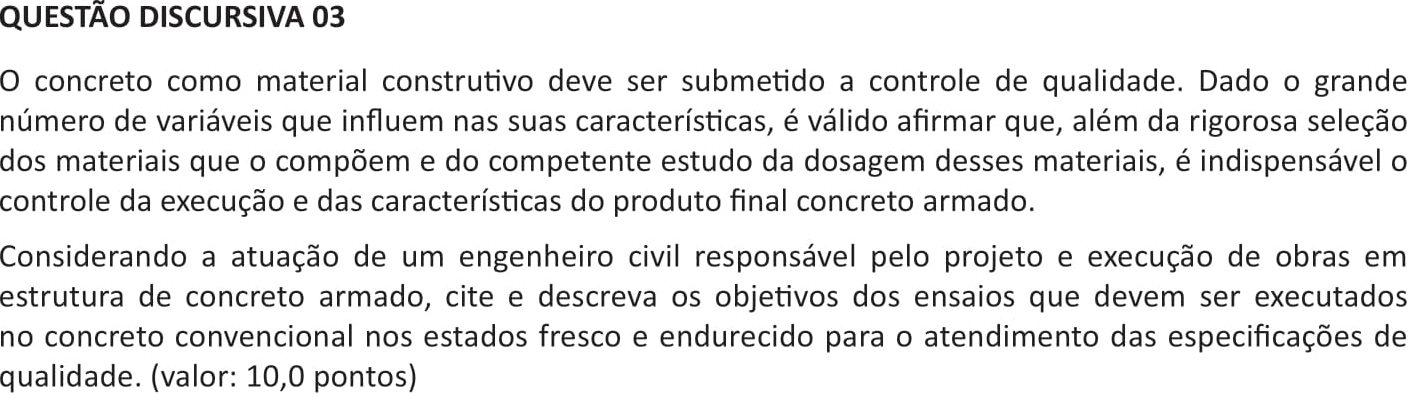 QUESTÃO DISCURSIVA 03
O concreto como material construtivo deve ser submetido a controle de qualidade. Dado o grande
número de variáveis que influem nas suas características, é válido afirmar que, além da rigorosa seleção
dos materiais que o compõem e do competente estudo da dosagem desses materiais, é indispensável o
controle da execução e das características do produto final concreto armado.
Considerando a atuação de um engenheiro civil responsável pelo projeto e execução de obras em
estrutura de concreto armado, cite e descreva os objetivos dos ensaios que devem ser executados
no concreto convencional nos estados fresco e endurecido para o atendimento das especificações de
qualidade. (valor: 10,0 pontos)